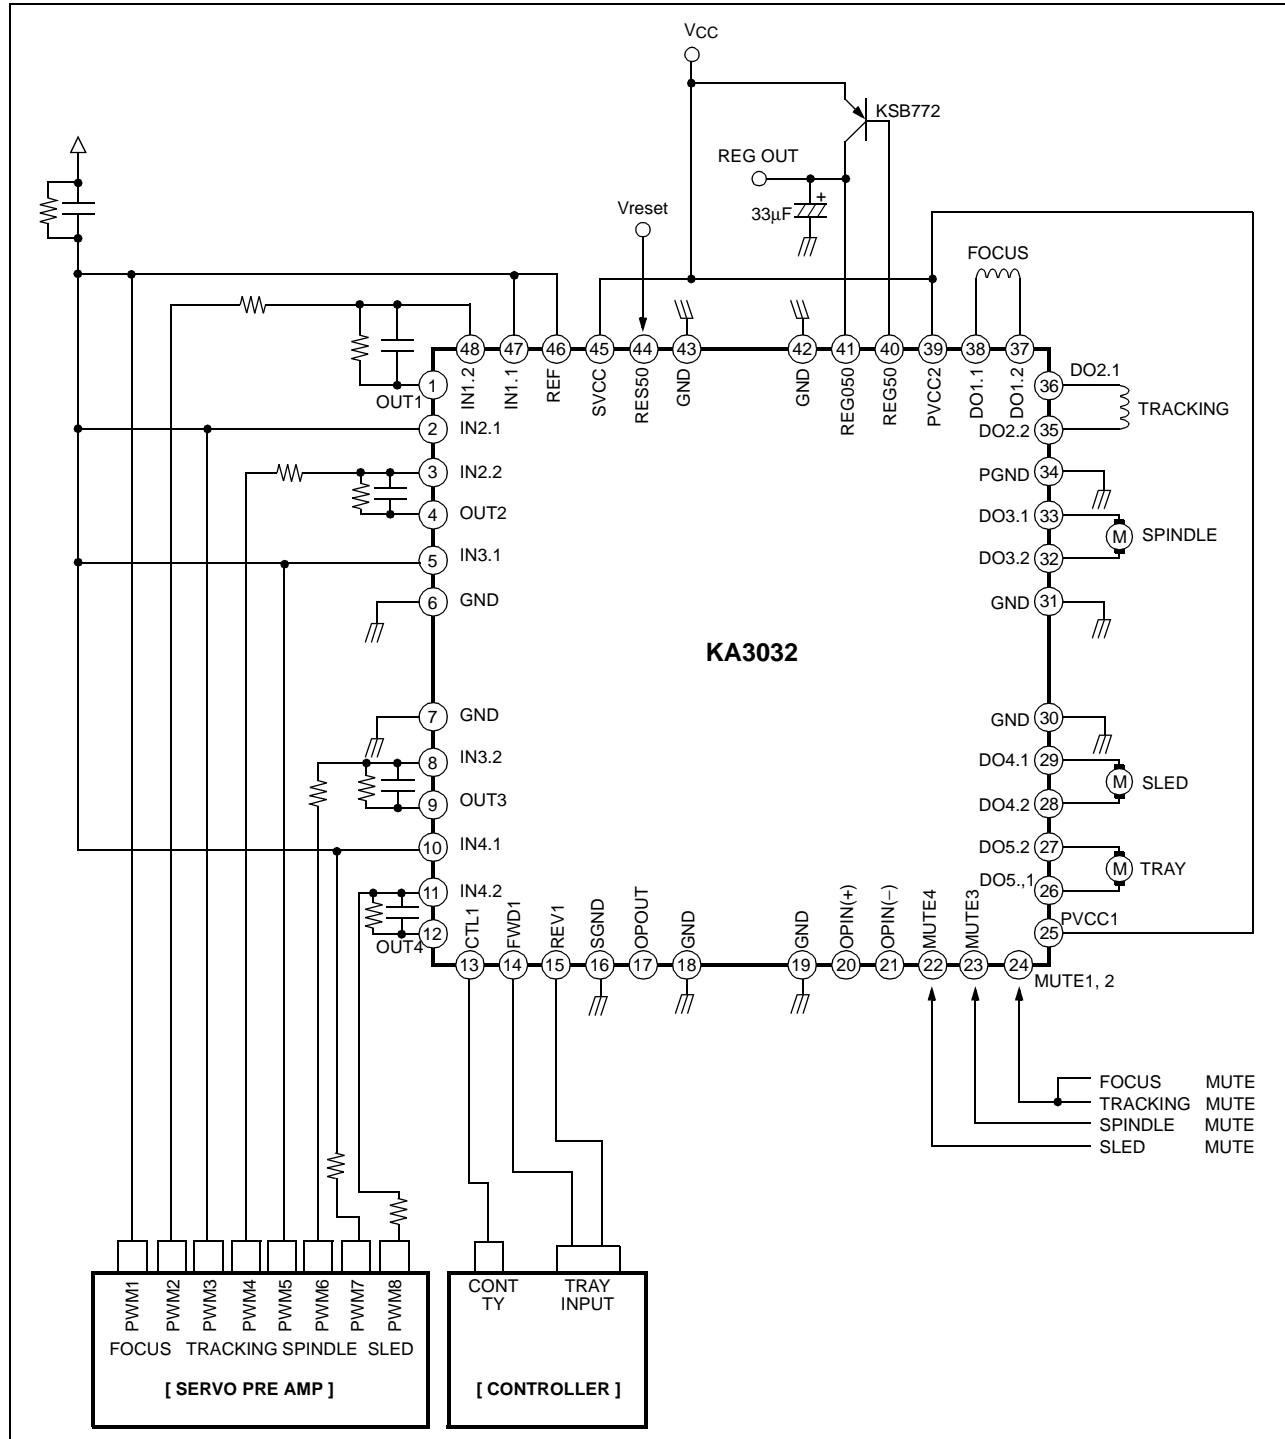 VCC
KSB772
REG OUT
33µF
+
Vreset
FOCUS
48 47 46 45 44 43 42 41 40 39 38 37
IN1.2 IN1.1 REF SVCC RES50 GND GND REG050 REG50 PVCC2 DO1.1 DO1.2
1 OUT1
2 IN2.1
3 IN2.2
4 OUT2
5 IN3.1
6 GND
7 GND
8 IN3.2
9 OUT3
10 IN4.1
11 IN4.2
12 OUT4
KA3032
DO2.1 36
TRACKING
DO2.2 35
PGND 34
DO3.1 33
M SPINDLE
DO3.2 32
GND 31
GND 30
DO4.1 29
M SLED
DO4.2 28
DO5.2 27
M TRAY
DO5.,1 26
PVCC1
25
CTL1 FWD1 REV1 SGND OPOUT GND GND OPIN(+) OPIN(−) MUTE4 MUTE3
13 14 15 16 17 18 19 20 21 22 23 24
MUTE1, 2
FOCUS MUTE
TRACKING MUTE
SPINDLE MUTE
SLED MUTE
PWM1 PWM2 PWM3 PWM4 PWM5 PWM6 PWM7 PWM8
FOCUS TRACKING SPINDLE SLED
[ SERVO PRE AMP ]
CONT TY
TRAY INPUT
[ CONTROLLER ]